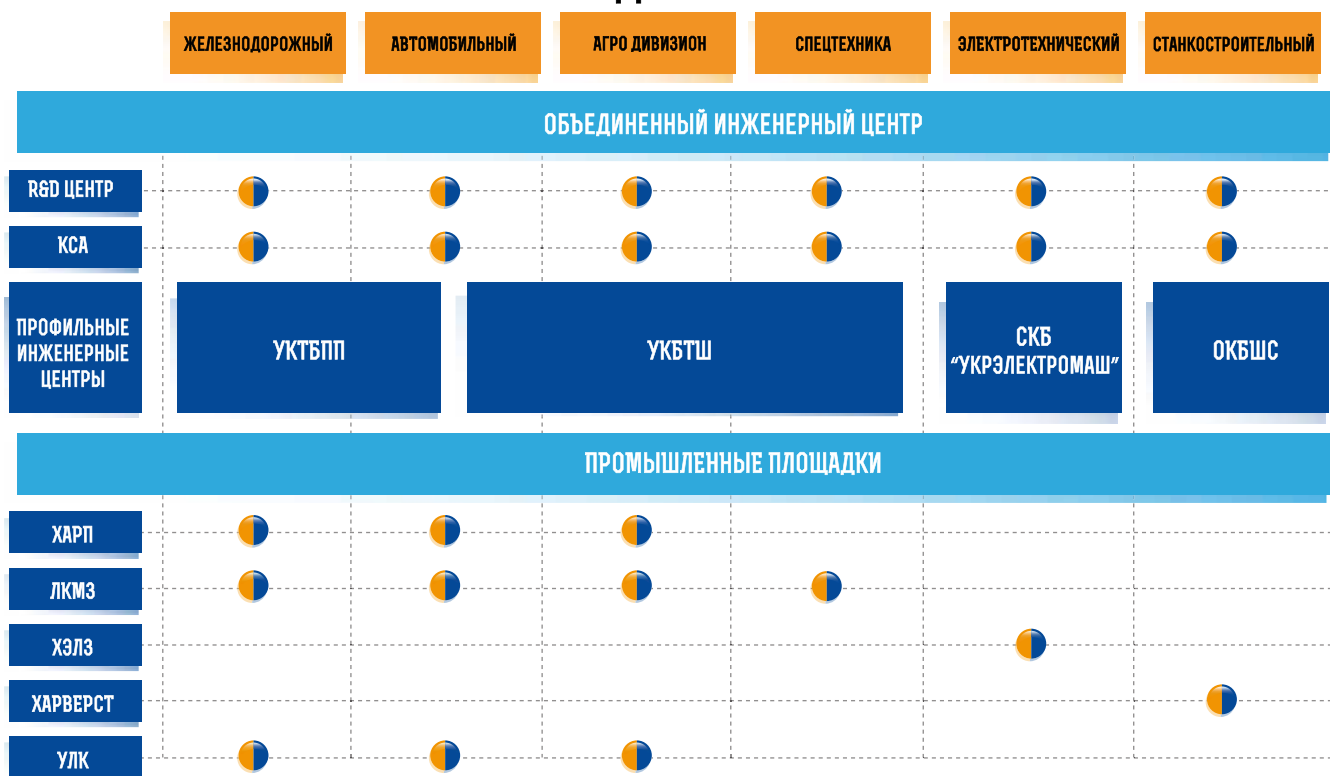 ЖЕЛЕЗНОДОРОЖНЫЙ
АВТОМОБИЛЬНЫЙ
АГРО ДИВИЗИОН
СПЕЦТЕХНИКА
ЭЛЕКТРОТЕХНИЧЕСКИЙ
СТАНКОСТРОИТЕЛЬНЫЙ
ОБЪЕДИНЕННЫЙ ИНЖЕНЕРНЫЙ ЦЕНТР
R&D ЦЕНТР
КСА
ПРОФИЛЬНЫЕ
ИНЖЕНЕРНЫЕ
ЦЕНТРЫ
УКТБПП
УКБТШ
СКБ
“УКРЭЛЕКТРОМАШ”
ОКБШС
ПРОМЫШЛЕННЫЕ ПЛОЩАДКИ
ХАРП
ЛКМЗ
ХЭЛЗ
ХАРВЕРСТ
УЛК